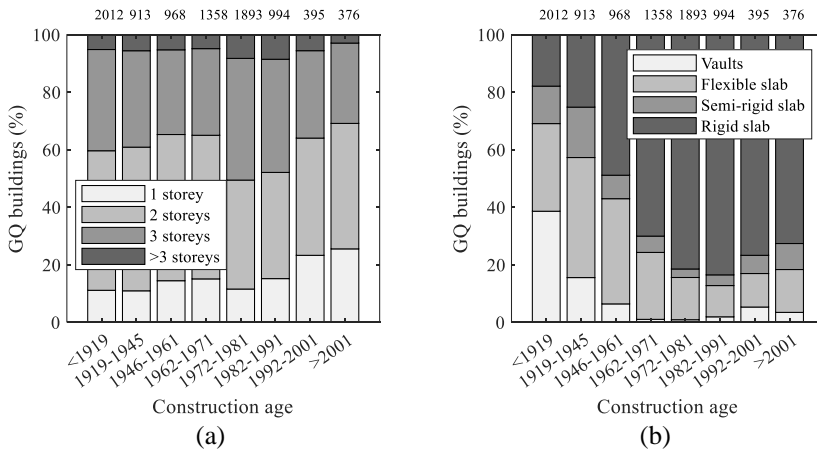 2012 913 968 1358 1893 994 395 376
100
80
60
40
20
0
GQ buildings (%)
1 storey
2 storeys
3 storeys
>3 storeys
<1919
1919-1945
1946-1961
1962-1971
1972-1981
1982-1991
1992-2001
>2001
Construction age
(a)
2012 913 968 1358 1893 994 395 376
100
80
60
40
20
0
GQ buildings (%)
Vaults
Flexible slab
Semi-rigid slab
Rigid slab
<1919
1919-1945
1946-1961
1962-1971
1972-1981
1982-1991
1992-2001
>2001
Construction age
(b)